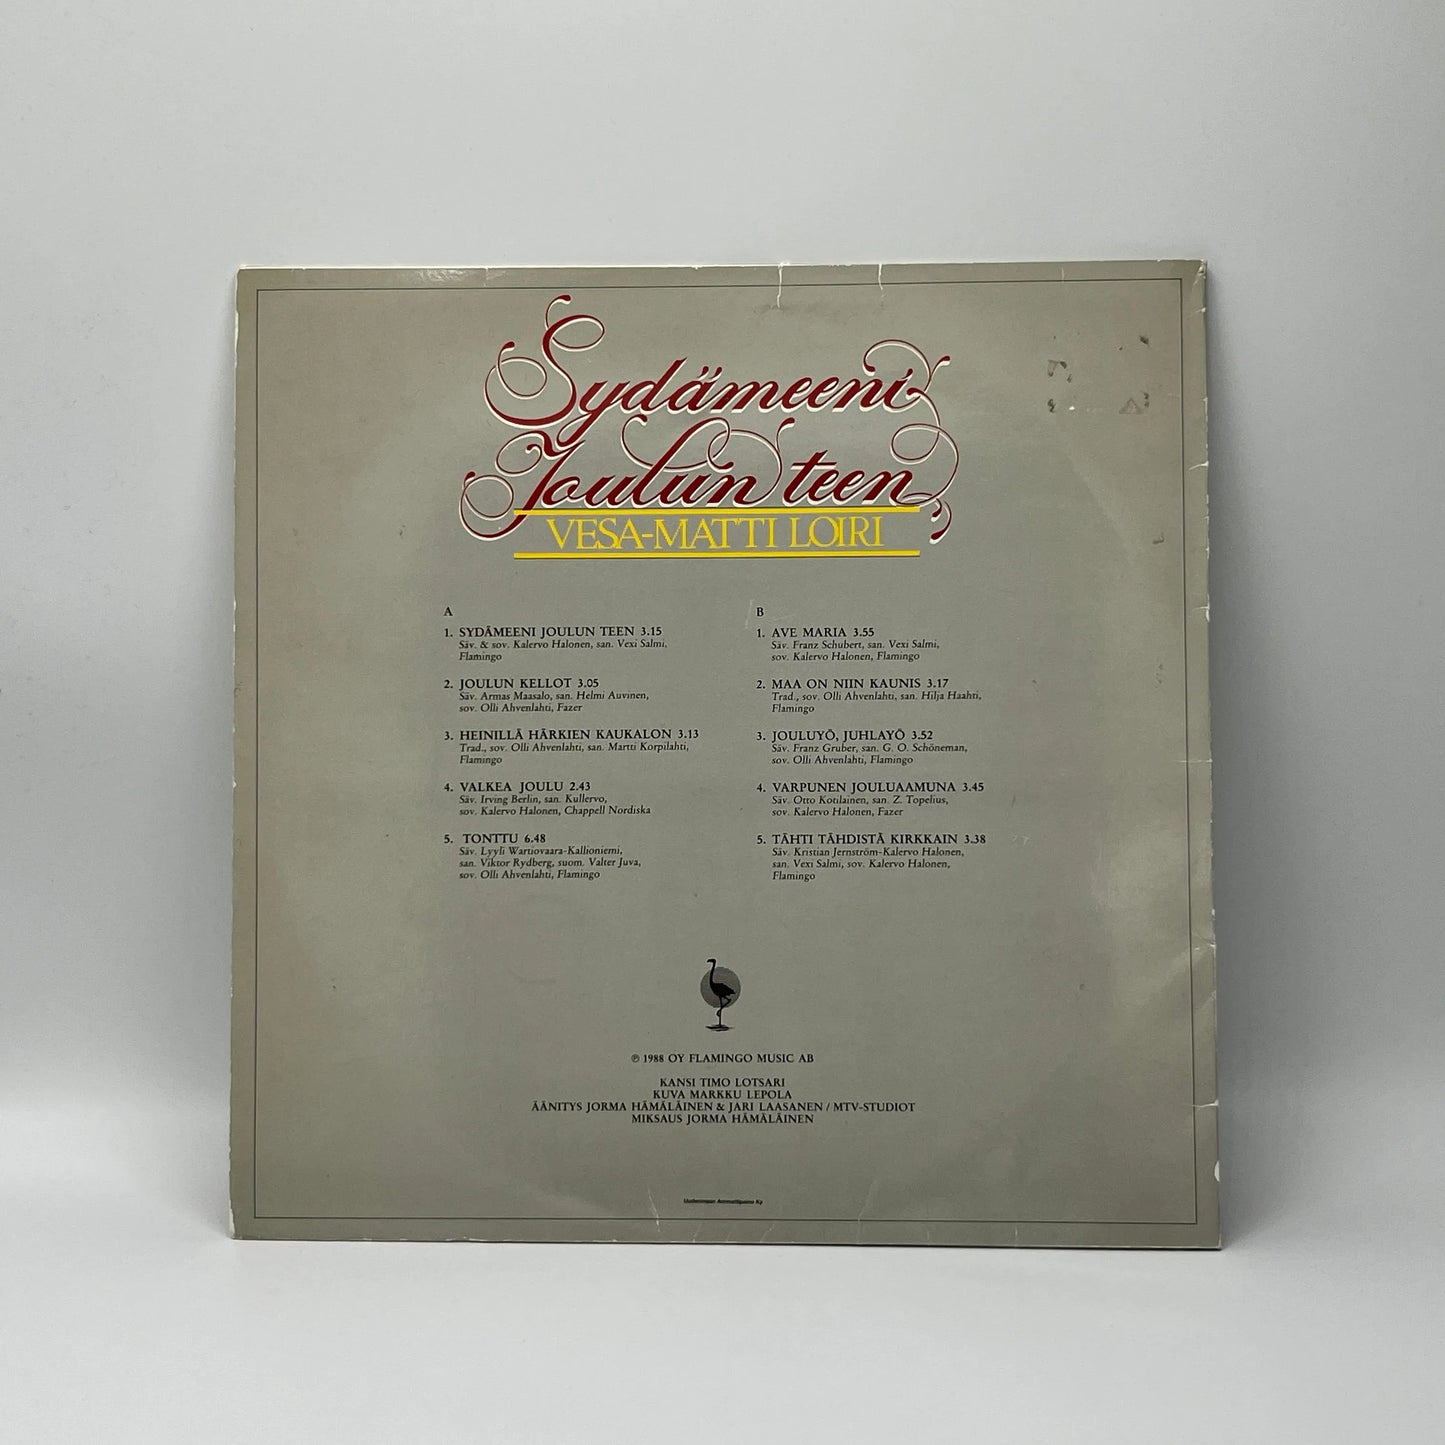 Sydämeeni
Joulun teen
VESA-MATTI LOIRI
A
1. SYDÄMEENI JOULUN TEEN 3.15
Säv. & sov. Kalervo Halonen, san. Vexi Salmi,
Flamingo
2. JOULUN KELLOT 3.05
Säv. Armas Maasalo, san. Helmi Auvinen,
sov. Olli Ahvenlahti, Fazer
3. HEINILLÄ HÄRKIEN KAUKALON 3.13
Trad., sov. Olli Ahvenlahti, san. Martti Korpilahti,
Flamingo
4. VALKEA JOULU 2.43
Säv. Irving Berlin, san. Kullervo,
sov. Kalervo Halonen, Chappell Nordiska
5. TONTTU 6.48
Säv. Lyyli Wartiovaara-Kallioniemi,
san. Viktor Rydberg, suom. Valter Juva,
sov. Olli Ahvenlahti, Flamingo
B
1. AVE MARIA 3.55
Säv. Franz Schubert, san. Vexi Salmi,
sov. Kalervo Halonen, Flamingo
2. MAA ON NIIN KAUNIS 3.17
Trad., sov. Olli Ahvenlahti, san. Hilja Haahti,
Flamingo
3. JOULUYÖ, JUHLAYÖ 3.52
Säv. Franz Gruber, san. G. O. Schöneman,
sov. Olli Ahvenlahti, Flamingo
4. VARPUNEN JOULUAAMUNA 3.45
Säv. Otto Kotilainen, san. Z. Topelius,
sov. Kalervo Halonen, Fazer
5. TÄHTI TÄHDISTÄ KIRKKAIN 3.38
Säv. Kristian Jernström-Kalervo Halonen,
san. Vexi Salmi, sov. Kalervo Halonen,
Flamingo
℗ 1988 OY FLAMINGO MUSIC AB
KANSI TIMO LOTSARI
KUVA MARKKU LEPOLA
ÄÄNITYS JORMA HÄMÄLÄINEN & JARI LAASANEN / MTV-STUDIOT
MIKSAUS JORMA HÄMÄLÄINEN
Uudenmaan Ammattipaino Ky